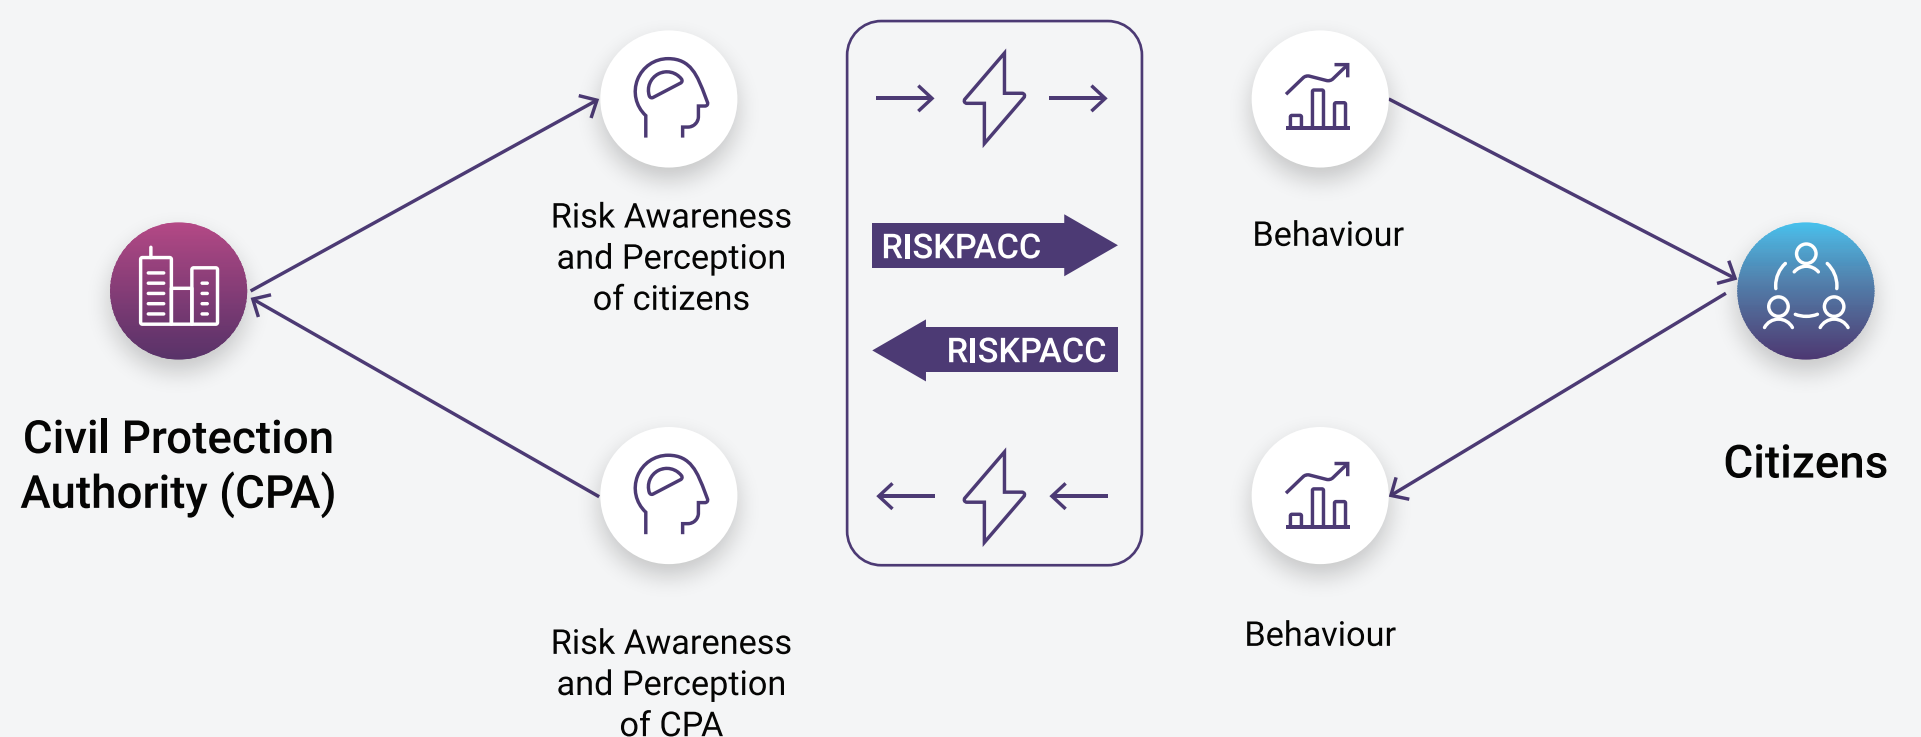 Risk Awareness
and Perception
of citizens
RISKPACC
Behaviour
RISKPACC
Civil Protection
Authority (CPA)
Citizens
Risk Awareness
and Perception
of CPA
Behaviour